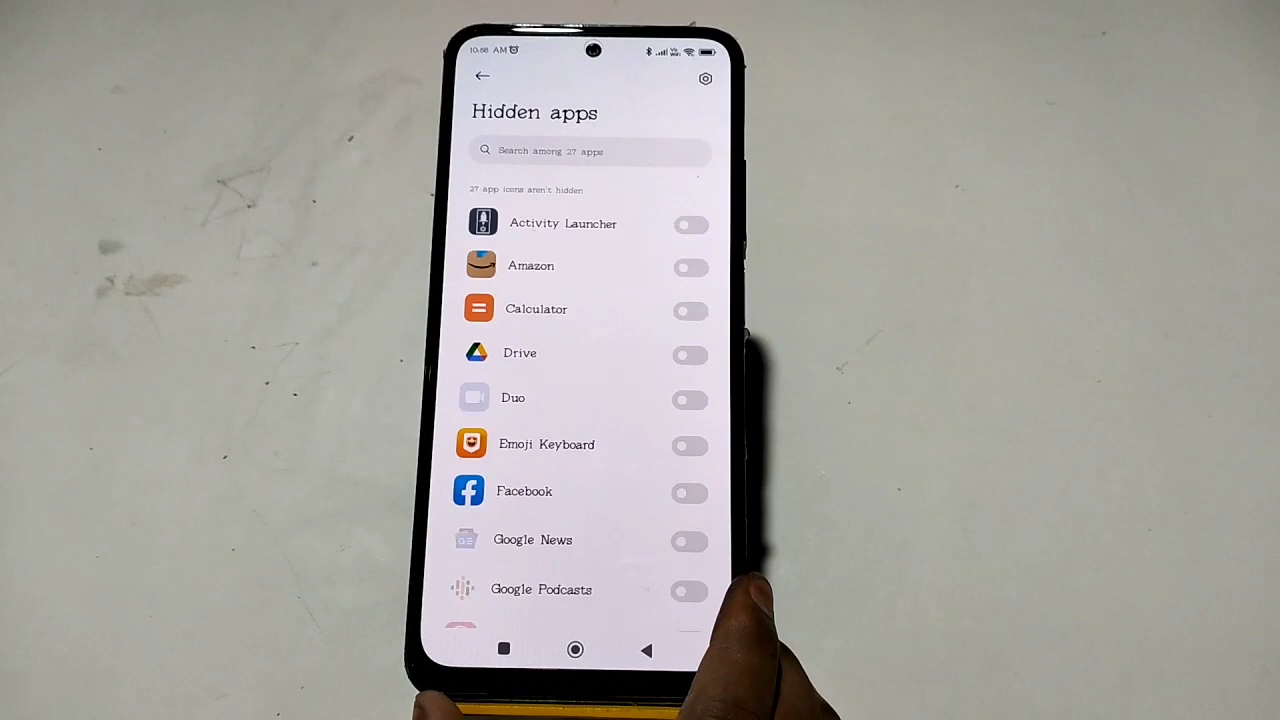 10:58 AM
Hidden apps
Search among 27 apps
27 app icons aren't hidden
Activity Launcher
Amazon
Calculator
Drive
Duo
Emoji Keyboard
Facebook
Google News
Google Podcasts